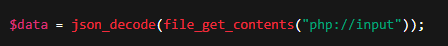 $data = json_decode(file_get_contents("php://input"));